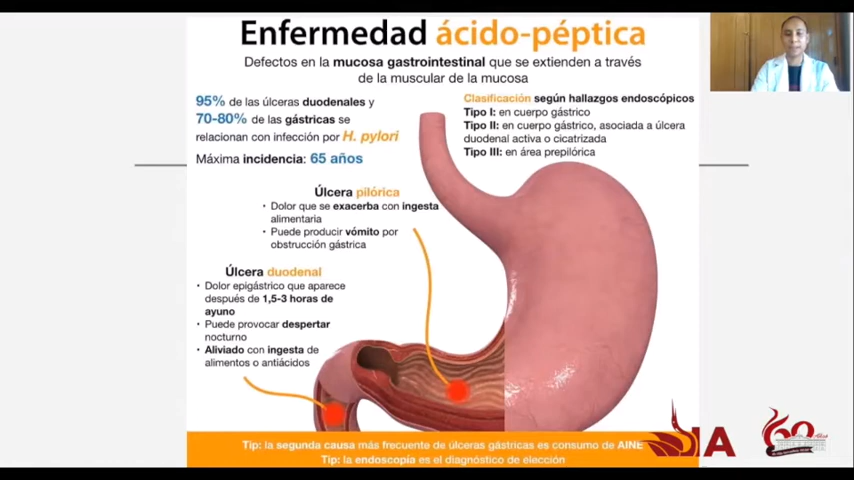 Enfermedad ácido-péptica
Defectos en la mucosa gastrointestinal que se extienden a través
de la muscular de la mucosa
95% de las úlceras duodenales y
70-80% de las gástricas se
relacionan con infección por H. pylori
Máxima incidencia: 65 años
Clasificación según hallazgos endoscópicos
Tipo I: en cuerpo gástrico
Tipo II: en cuerpo gástrico, asociada a úlcera
duodenal activa o cicatrizada
Tipo III: en área prepilórica
Úlcera pilórica
• Dolor que se exacerba con ingesta
alimentaria
• Puede producir vómito por
obstrucción gástrica
Úlcera duodenal
• Dolor epigástrico que aparece
después de 1,5-3 horas de
ayuno
• Puede provocar despertar
nocturno
• Aliviado con ingesta de
alimentos o antiácidos
Tip: la segunda causa más frecuente de úlceras gástricas es consumo de AINE
Tip: la endoscopía es el diagnóstico de elección
IA
60